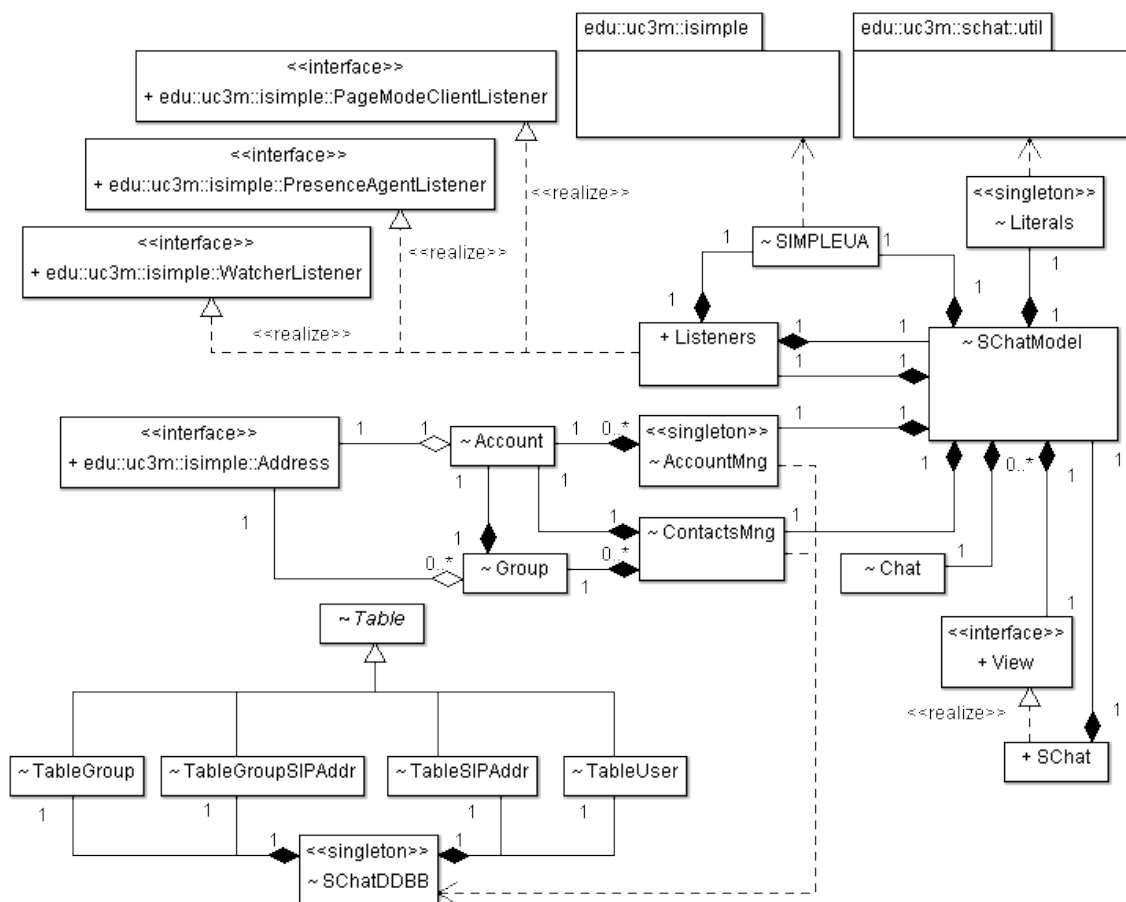 edu::uc3m::isimple
edu::uc3m::schat::util
<<interface>>
+ edu::uc3m::isimple::PageModeClientListener
<<interface>>
+ edu::uc3m::isimple::PresenceAgentListener
<<realize>>
<<singleton>>
~ Literals
<<interface>>
+ edu::uc3m::isimple::WatcherListener
<<realize>>
1
~ SIMPLEUA
1
1
<<realize>>
1
1
1
+ Listeners
1
1
~ SChatModel
1
1
<<interface>>
+ edu::uc3m::isimple::Address
1
1
~ Account
1
0..*
<<singleton>>
~ AccountMng
1
1
1
0..*
1
1
1
1
1
1
~ ContactsMng
1
1
0..*
~ Group
1
0..*
~ Chat
1
~ Table
<<interface>>
+ View
1
<<realize>>
1
+ SChat
~ TableGroup
~ TableGroupSIPAddr
~ TableSIPAddr
~ TableUser
1
1
1
1
1
1
<<singleton>>
~ SChatDDBB